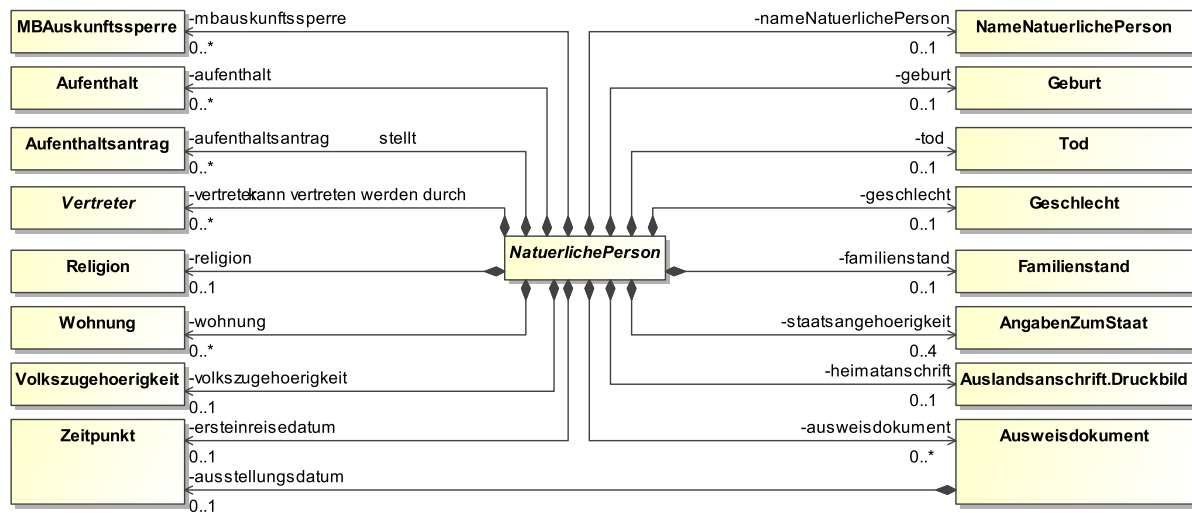 MBAuskunftssperre
-mbauskunftssperre
0..*
Aufenthalt
-aufenthalt
0..*
Aufenthaltsantrag
-aufenthaltsantrag stellt
0..*
Vertreter
-vertreter kann vertreten werden durch
0..*
Religion
-religion
0..1
Wohnung
-wohnung
0..*
Volkszugehoerigkeit
-volkszugehoerigkeit
0..1
Zeitpunkt
-ersteinreisedatum
0..1
-ausstellungsdatum
0..1
NatuerlichePerson
-nameNatuerlichePerson
0..1
NameNatuerlichePerson
-geburt
0..1
Geburt
-tod
0..1
Tod
-geschlecht
0..1
Geschlecht
-familienstand
0..1
Familienstand
-staatsangehoerigkeit
0..4
AngabenZumStaat
-heimatanschrift
0..1
Auslandsanschrift.Druckbild
-ausweisdokument
0..*
Ausweisdokument